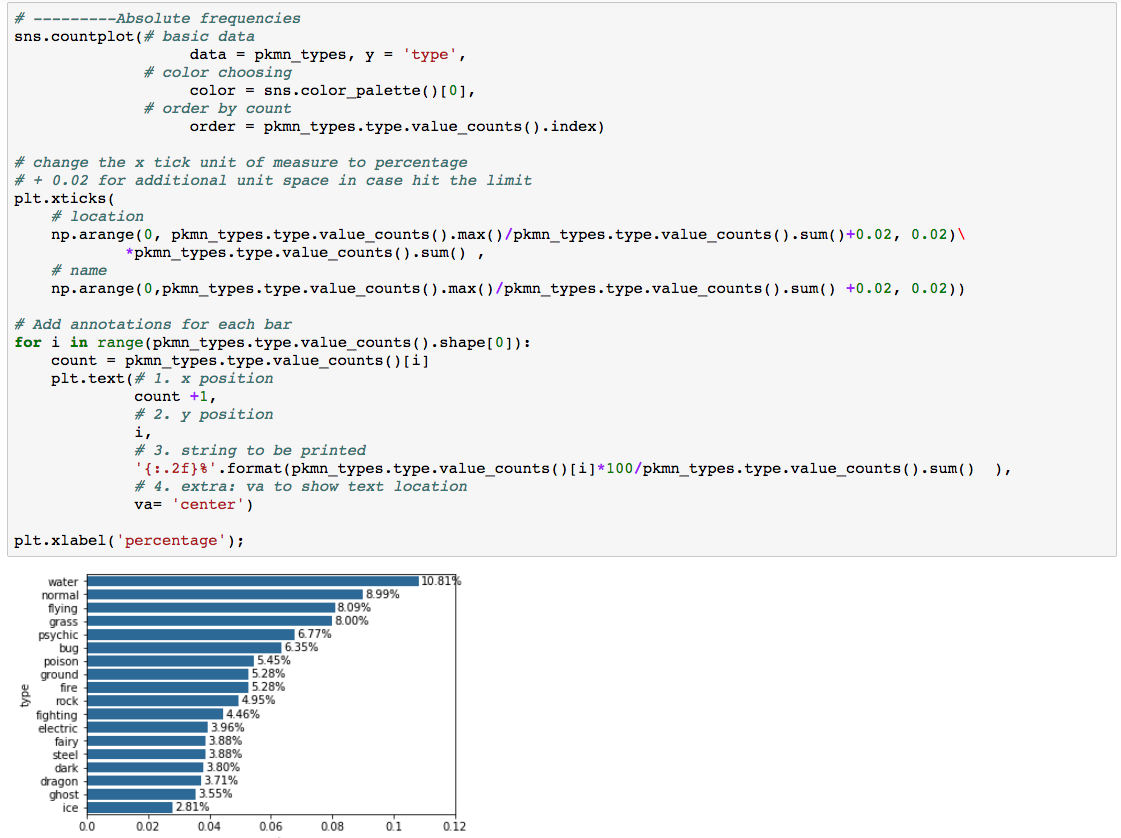 # ---------Absolute frequencies
sns.countplot(# basic data
                   data = pkmn_types, y = 'type',
              # color choosing
                   color = sns.color_palette()[0],
              # order by count
                   order = pkmn_types.type.value_counts().index)

# change the x tick unit of measure to percentage
# + 0.02 for additional unit space in case hit the limit
plt.xticks(
    # location
    np.arange(0, pkmn_types.type.value_counts().max()/pkmn_types.type.value_counts().sum()+0.02, 0.02)\
            *pkmn_types.type.value_counts().sum() ,
    # name
    np.arange(0,pkmn_types.type.value_counts().max()/pkmn_types.type.value_counts().sum() +0.02, 0.02))

# Add annotations for each bar
for i in range(pkmn_types.type.value_counts().shape[0]):
    count = pkmn_types.type.value_counts()[i]
    plt.text(# 1. x position
             count +1,
             # 2. y position
             i,
             # 3. string to be printed
             '{:.2f}%'.format(pkmn_types.type.value_counts()[i]*100/pkmn_types.type.value_counts().sum()  ),
             # 4. extra: va to show text location
             va= 'center')

plt.xlabel('percentage');
type
water 10.81%
normal 8.99%
flying 8.09%
grass 8.00%
psychic 6.77%
bug 6.35%
poison 5.45%
ground 5.28%
fire 5.28%
rock 4.95%
fighting 4.46%
electric 3.96%
fairy 3.88%
steel 3.88%
dark 3.80%
dragon 3.71%
ghost 3.55%
ice 2.81%
0.0 0.02 0.04 0.06 0.08 0.1 0.12